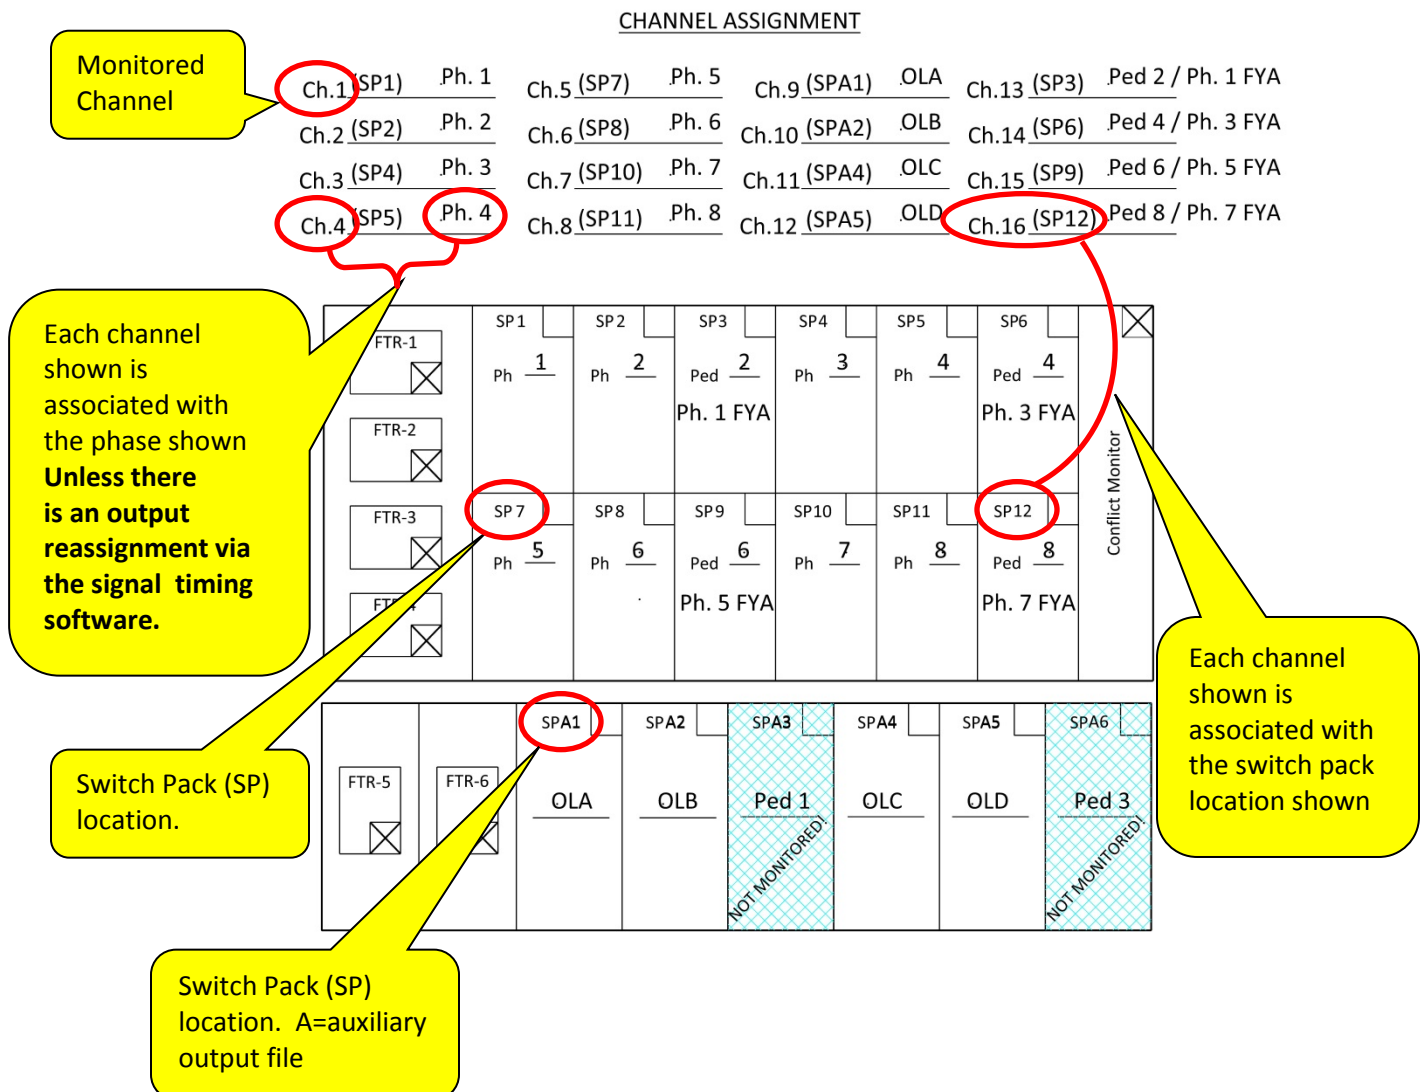 CHANNEL ASSIGNMENT
Monitored
Channel
Ch.1 (SP1) Ph. 1 Ch.5 (SP7) .Ph. 5 Ch.9 (SPA1) .OLA Ch.13 (SP3) .Ped 2 / Ph. 1 FYA
Ch.2 (SP2) .Ph. 2 Ch.6 (SP8) .Ph. 6 Ch.10 (SPA2) .OLB Ch.14 (SP6) .Ped 4 / Ph. 3 FYA
Ch.3 (SP4) .Ph. 3 Ch.7 (SP10) .Ph. 7 Ch.11 (SPA4) OLC Ch.15 (SP9) .Ped 6 / Ph. 5 FYA
Ch.4 (SP5) .Ph. 4 Ch.8 (SP11) .Ph. 8 Ch.12 (SPA5) .OLD Ch.16 (SP12) .Ped 8 / Ph. 7 FYA
Each channel
shown is
associated with
the phase shown
Unless there
is an output
reassignment via
the signal timing
software.
FTR-1
FTR-2
FTR-3
FTR-4
SP1 SP2 SP3 SP4 SP5 SP6
Ph 1 Ph 2 Ped 2 Ph 3 Ph 4 Ped 4
Ph. 1 FYA Ph. 3 FYA
SP7 SP8 SP9 SP10 SP11 SP12
Ph 5 Ph 6 Ped 6 Ph 7 Ph 8 Ped 8
Ph. 5 FYA Ph. 7 FYA
Conflict Monitor
Each channel
shown is
associated with
the switch pack
location shown
Switch Pack (SP)
location.
FTR-5 FTR-6
SPA1 SPA2 SPA3 SPA4 SPA5 SPA6
OLA OLB Ped 1 OLC OLD Ped 3
NOT MONITORED! NOT MONITORED!
Switch Pack (SP)
location. A=auxiliary
output file